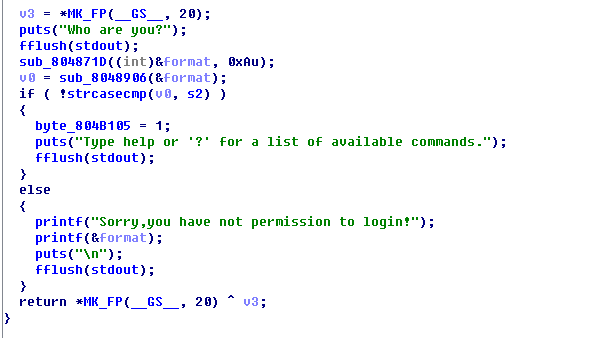 v3 = *MK_FP(__GS__, 20);
puts("Who are you?");
fflush(stdout);
sub_804871D((int)&format, 0xAu);
v0 = sub_8048906(&format);
if ( !strcasecmp(v0, s2) )
{
byte_804B105 = 1;
puts("Type help or '?' for a list of available commands.");
fflush(stdout);
}
else
{
printf("Sorry,you have not permission to login!");
printf(&format);
puts("\n");
fflush(stdout);
}
return *MK_FP(__GS__, 20) ^ v3;
}